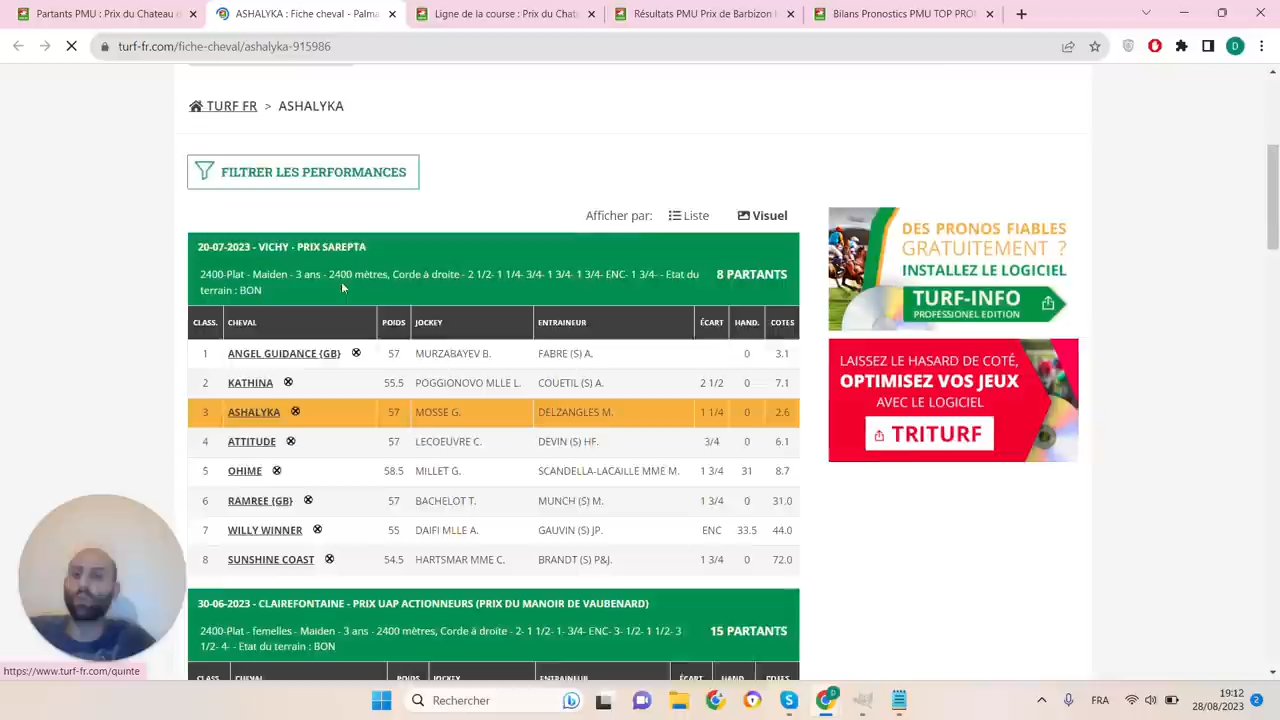 Prix PMU : Prix du Chateau d
ASHALYKA : Fiche cheval - Palma
Ligne de la course : Prix du Chat
Résultats PMU Prix de Barbizon l
Bilans Pronostics PMU TOP PRO
turf-fr.com/fiche-cheval/ashalyka-915986
D
TURF FR > ASHALYKA
FILTRER LES PERFORMANCES
Afficher par: Liste Visuel
20-07-2023 - VICHY - PRIX SAREPTA
2400-Plat - Maiden - 3 ans - 2400 mètres, Corde à droite - 2 1/2- 1 1/4- 3/4- 1 3/4- 1 3/4- ENC- 1 3/4- - Etat du
terrain : BON
8 PARTANTS
CLASS. CHEVAL POIDS JOCKEY ENTRAINEUR ÉCART HAND. COTES
1 ANGEL GUIDANCE {GB} 57 MURZABAYEV B. FABRE (S) A. 0 3.1
2 KATHINA 55.5 POGGIONOVO MLLE L. COUETIL (S) A. 2 1/2 0 7.1
3 ASHALYKA 57 MOSSE G. DELZANGLES M. 1 1/4 0 2.6
4 ATTITUDE 57 LECOEUVRE C. DEVIN (S) HF. 3/4 0 6.1
5 OHIME 58.5 MILLET G. SCANDELLA-LACAILLE MME M. 1 3/4 31 8.7
6 RAMREE {GB} 57 BACHELOT T. MUNCH (S) M. 1 3/4 0 31.0
7 WILLY WINNER 55 DAIFI MLLE A. GAUVIN (S) JP. ENC 33.5 44.0
8 SUNSHINE COAST 54.5 HARTSMAR MME C. BRANDT (S) P&J. 1 3/4 0 72.0
30-06-2023 - CLAIREFONTAINE - PRIX UAP ACTIONNEURS (PRIX DU MANOIR DE VAUBENARD)
2400-Plat - femelles - Maiden - 3 ans - 2400 mètres, Corde à droite - 2- 1 1/2- 1- 3/4- ENC- 3- 1/2- 1 1/2- 3
1/2- 4- - Etat du terrain : BON
15 PARTANTS
CLASS. CHEVAL POIDS JOCKEY ENTRAINEUR ÉCART HAND. COTES
DES PRONOS FIABLES
GRATUITEMENT ?
INSTALLEZ LE LOGICIEL
TURF-INFO
PROFESSIONEL EDITION
LAISSEZ LE HASARD DE COTÉ,
OPTIMISEZ VOS JEUX
AVEC LE LOGICIEL
TRITURF
https://www.turf-fr.com/quinte
Rechercher
FRA
19:12
28/08/2023
2